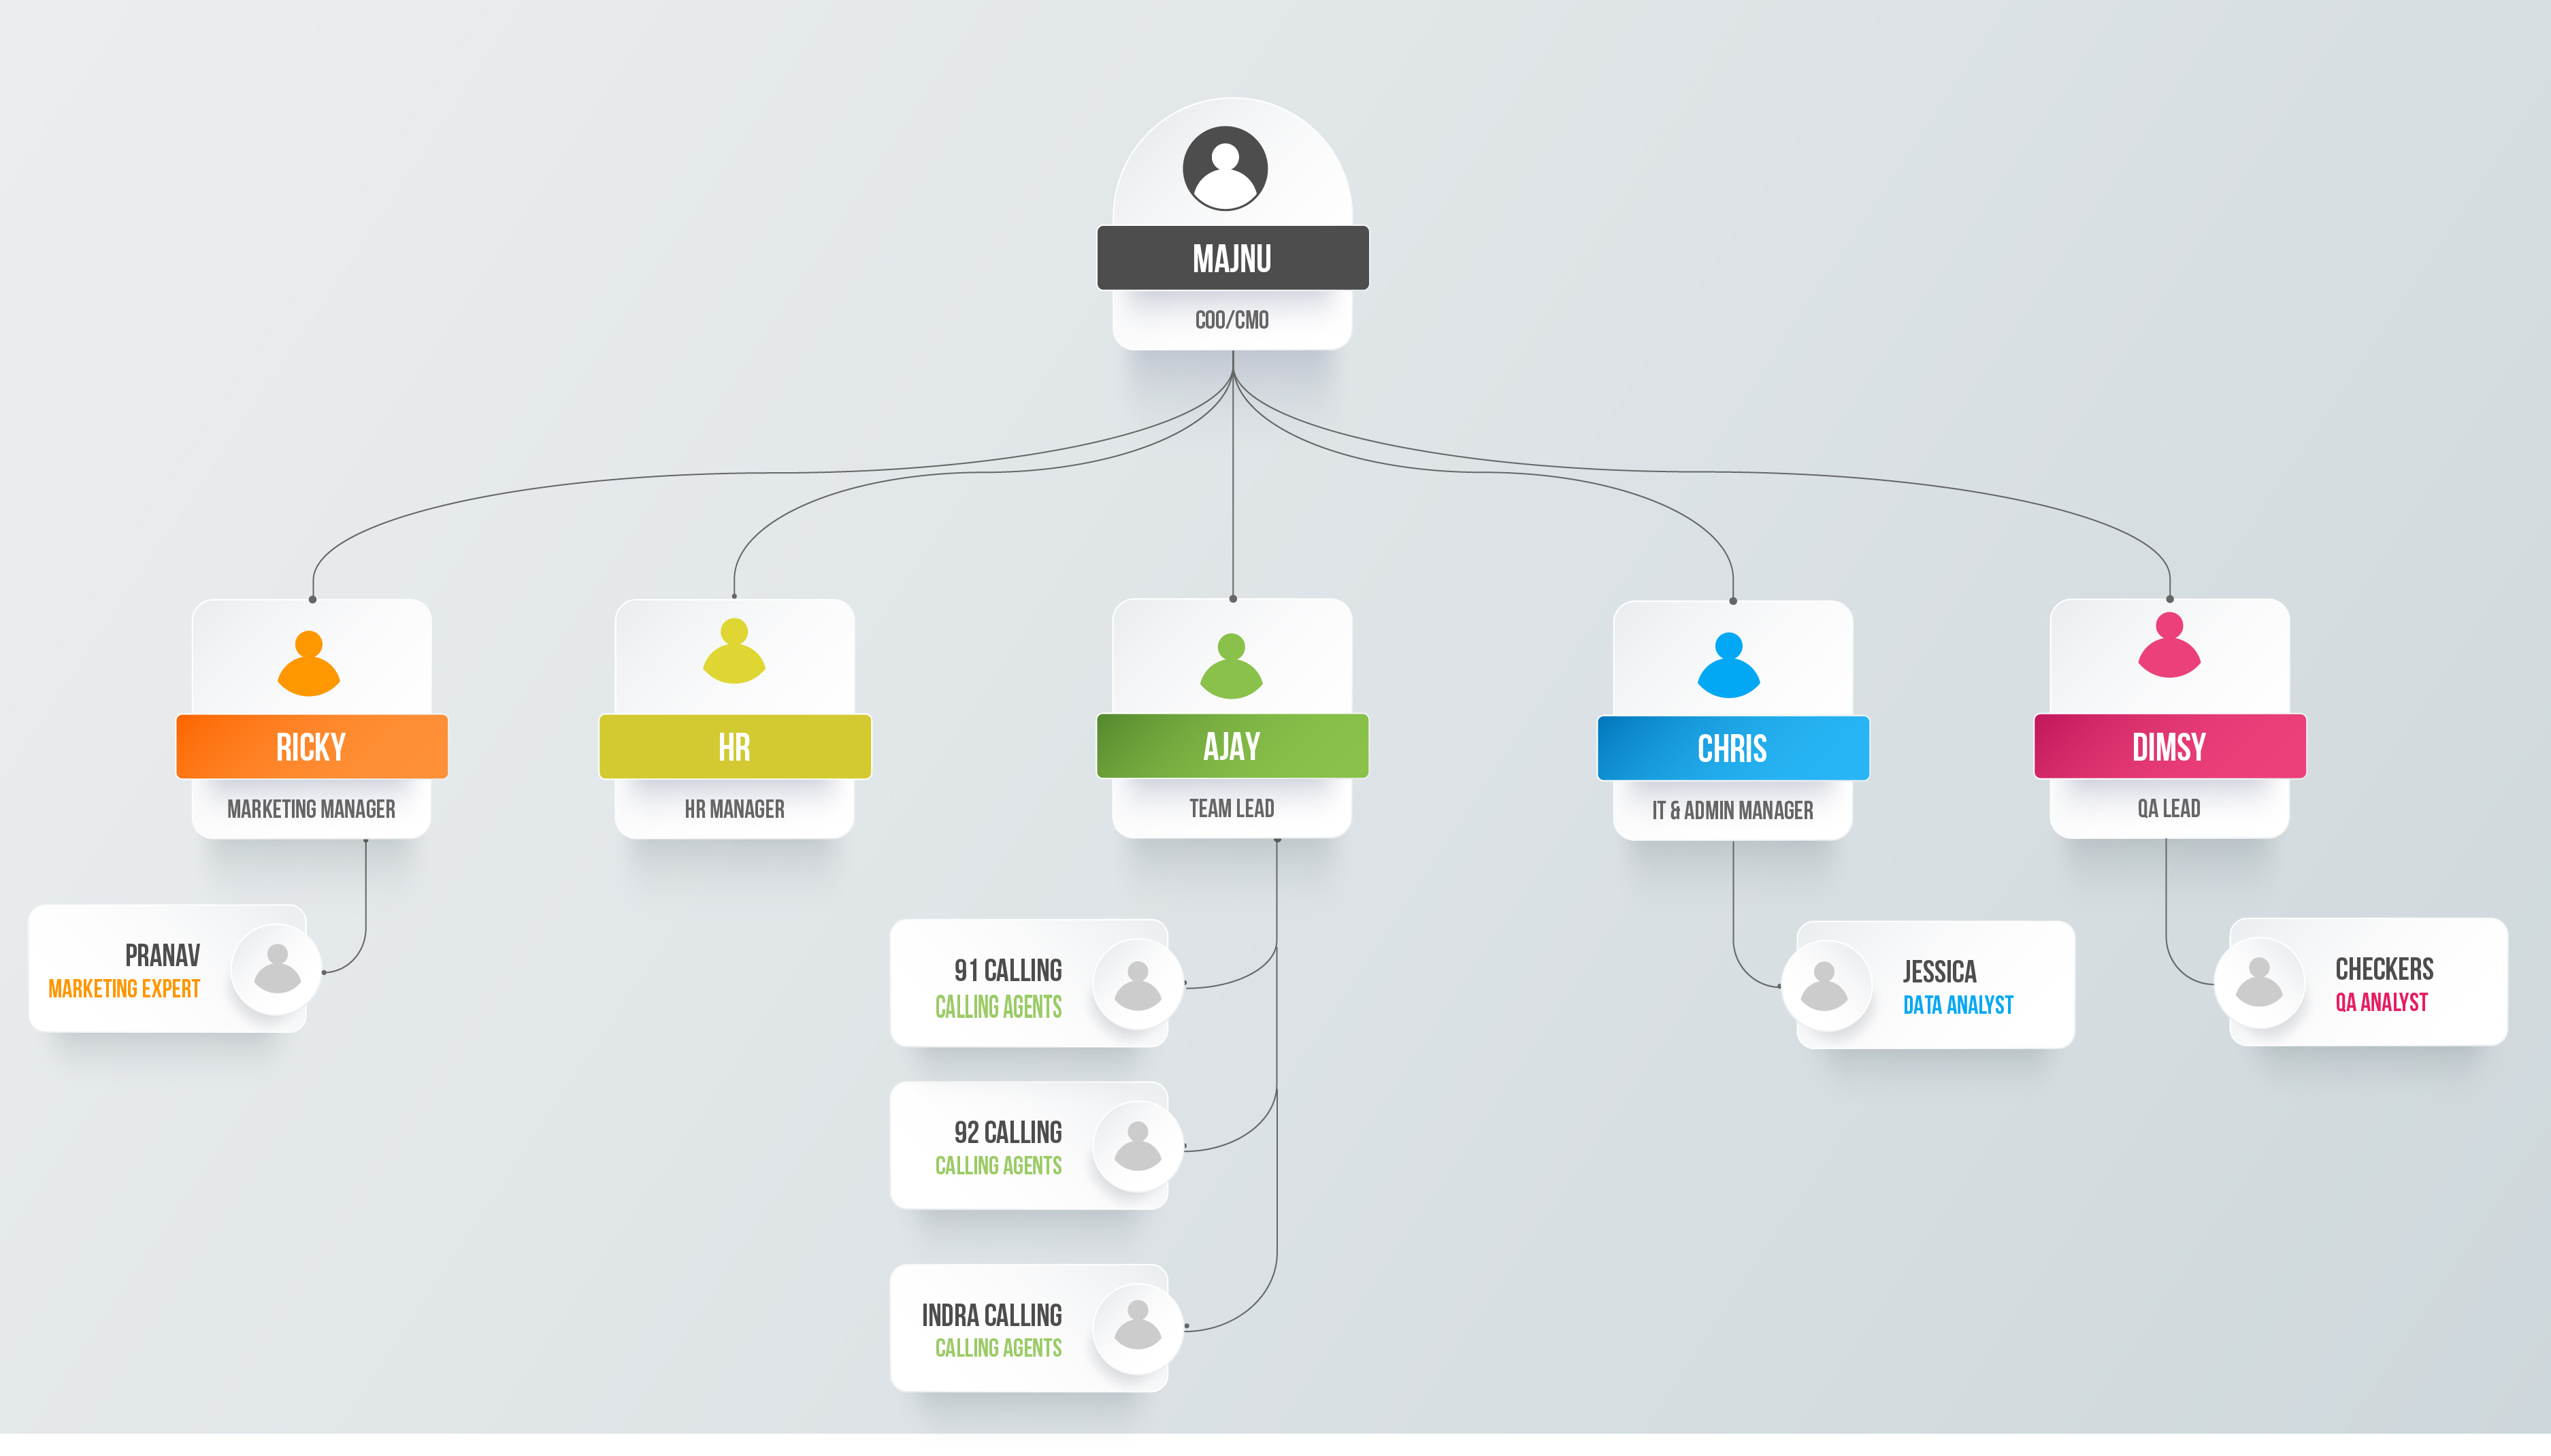 MAJNU
COO/CMO
RICKY
MARKETING MANAGER
HR
HR MANAGER
AJAY
TEAM LEAD
CHRIS
IT & ADMIN MANAGER
DIMSY
QA LEAD
PRANAV
MARKETING EXPERT
91 CALLING
CALLING AGENTS
92 CALLING
CALLING AGENTS
INDRA CALLING
CALLING AGENTS
JESSICA
DATA ANALYST
CHECKERS
QA ANALYST